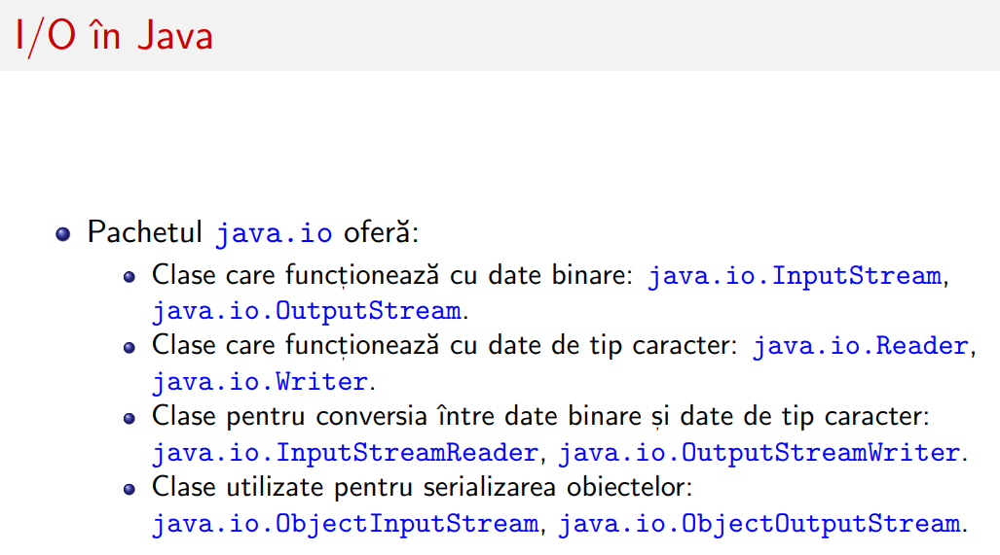 I/O în Java
Pachetul java.io oferă:
Clase care funcționează cu date binare: java.io.InputStream,
java.io.OutputStream.
Clase care funcționează cu date de tip caracter: java.io.Reader,
java.io.Writer.
Clase pentru conversia între date binare și date de tip caracter:
java.io.InputStreamReader, java.io.OutputStreamWriter.
Clase utilizate pentru serializarea obiectelor:
java.io.ObjectInputStream, java.io.ObjectOutputStream.